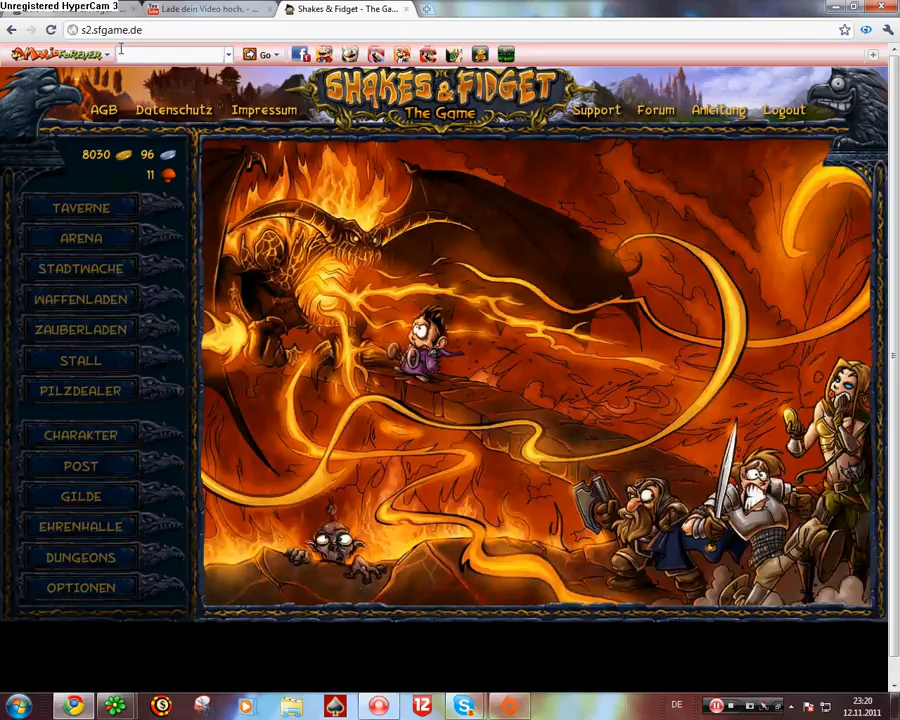 Unregistered HyperCam 3
Lade dein Video hoch. -
Shakes & Fidget - The Ga...
s2.sfgame.de
MarioForever
Go
SHAKES & FIDGET
The Game
AGB Datenschutz Impressum
Support Forum Anleitung Logout
8030 96
11
TAVERNE
ARENA
STADTWACHE
WAFFENLADEN
ZAUBERLADEN
STALL
PILZDEALER
CHARAKTER
POST
GILDE
EHRENHALLE
DUNGEONS
OPTIONEN
12
DE
23:20
12.11.2011